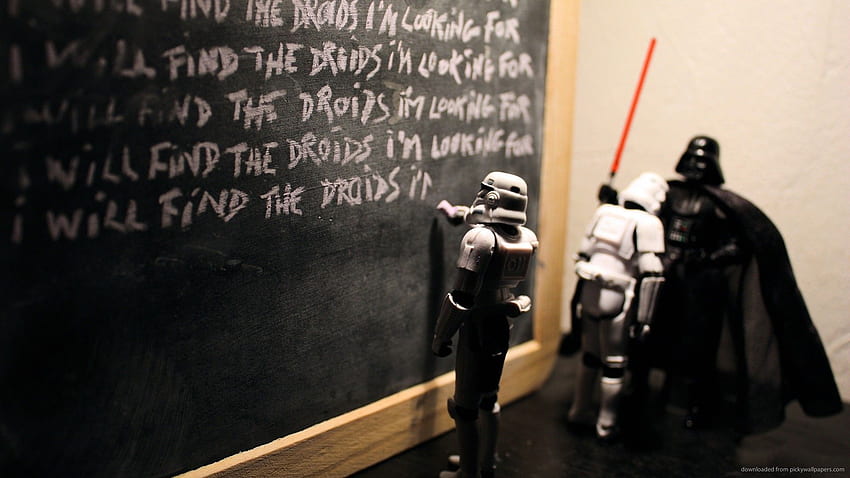 I WILL FIND THE DROIDS I'M LOOKING FOR
I WILL FIND THE DROIDS I'M LOOKING FOR
I WILL FIND THE DROIDS I'M LOOKING FOR
I WILL FIND THE DROIDS I'M LOOKING FOR
I WILL FIND THE DROIDS I'M
downloaded from pickywallpapers.com